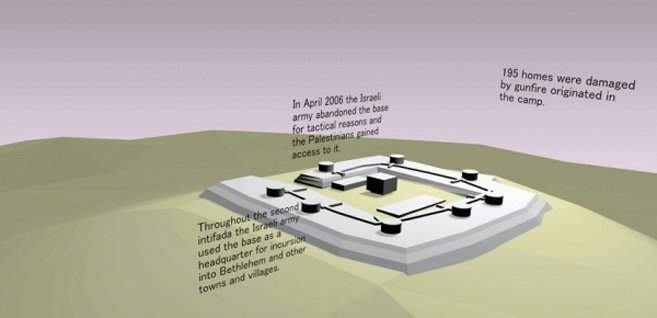 In April 2006 the Israeli
army abandoned the base
for tactical reasons and
the Palestinians gained
access to it.
195 homes were damaged
by gunfire originated in
the camp.
Throughout the second
intifada the Israeli army
used the base as a
headquarter for incursion
into Bethlehem and other
towns and villages.